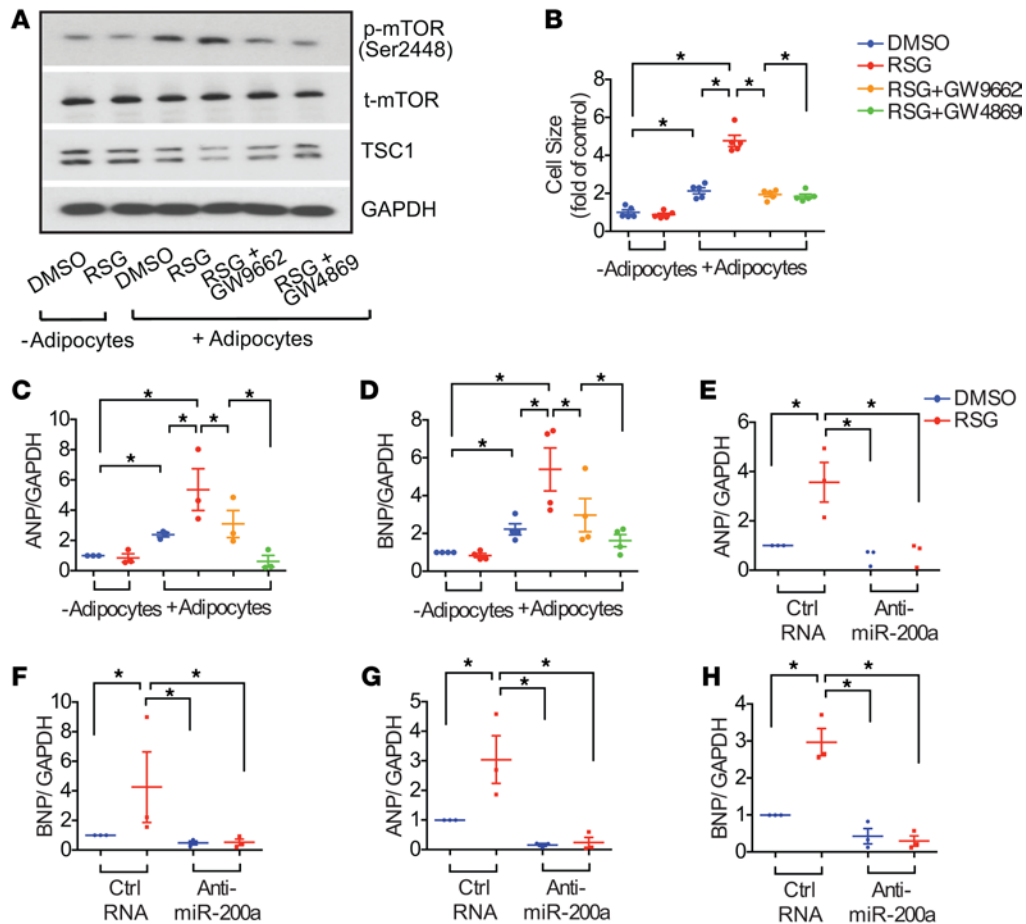 A
p-mTOR
(Ser2448)
t-mTOR
TSC1
GAPDH
DMSO
RSG
DMSO
RSG
RSG +
GW9662
RSG +
GW4869
-Adipocytes
+ Adipocytes
B
Cell Size
(fold of control)
8
6
4
2
0
*
*
*
*
*
-Adipocytes
+Adipocytes
DMSO
RSG
RSG+GW9662
RSG+GW4869
C
ANP/GAPDH
10
8
6
4
2
0
*
*
*
*
*
-Adipocytes
+Adipocytes
D
BNP/GAPDH
8
6
4
2
0
*
*
*
*
*
-Adipocytes
+Adipocytes
E
ANP/ GAPDH
6
4
2
0
*
*
*
Ctrl
RNA
Anti-
miR-200a
DMSO
RSG
F
BNP/ GAPDH
10
8
6
4
2
0
*
*
*
Ctrl
RNA
Anti-
miR-200a
G
ANP/ GAPDH
5
4
3
2
1
0
*
*
*
Ctrl
RNA
Anti-
miR-200a
H
BNP/ GAPDH
4
3
2
1
0
*
*
*
Ctrl
RNA
Anti-
miR-200a